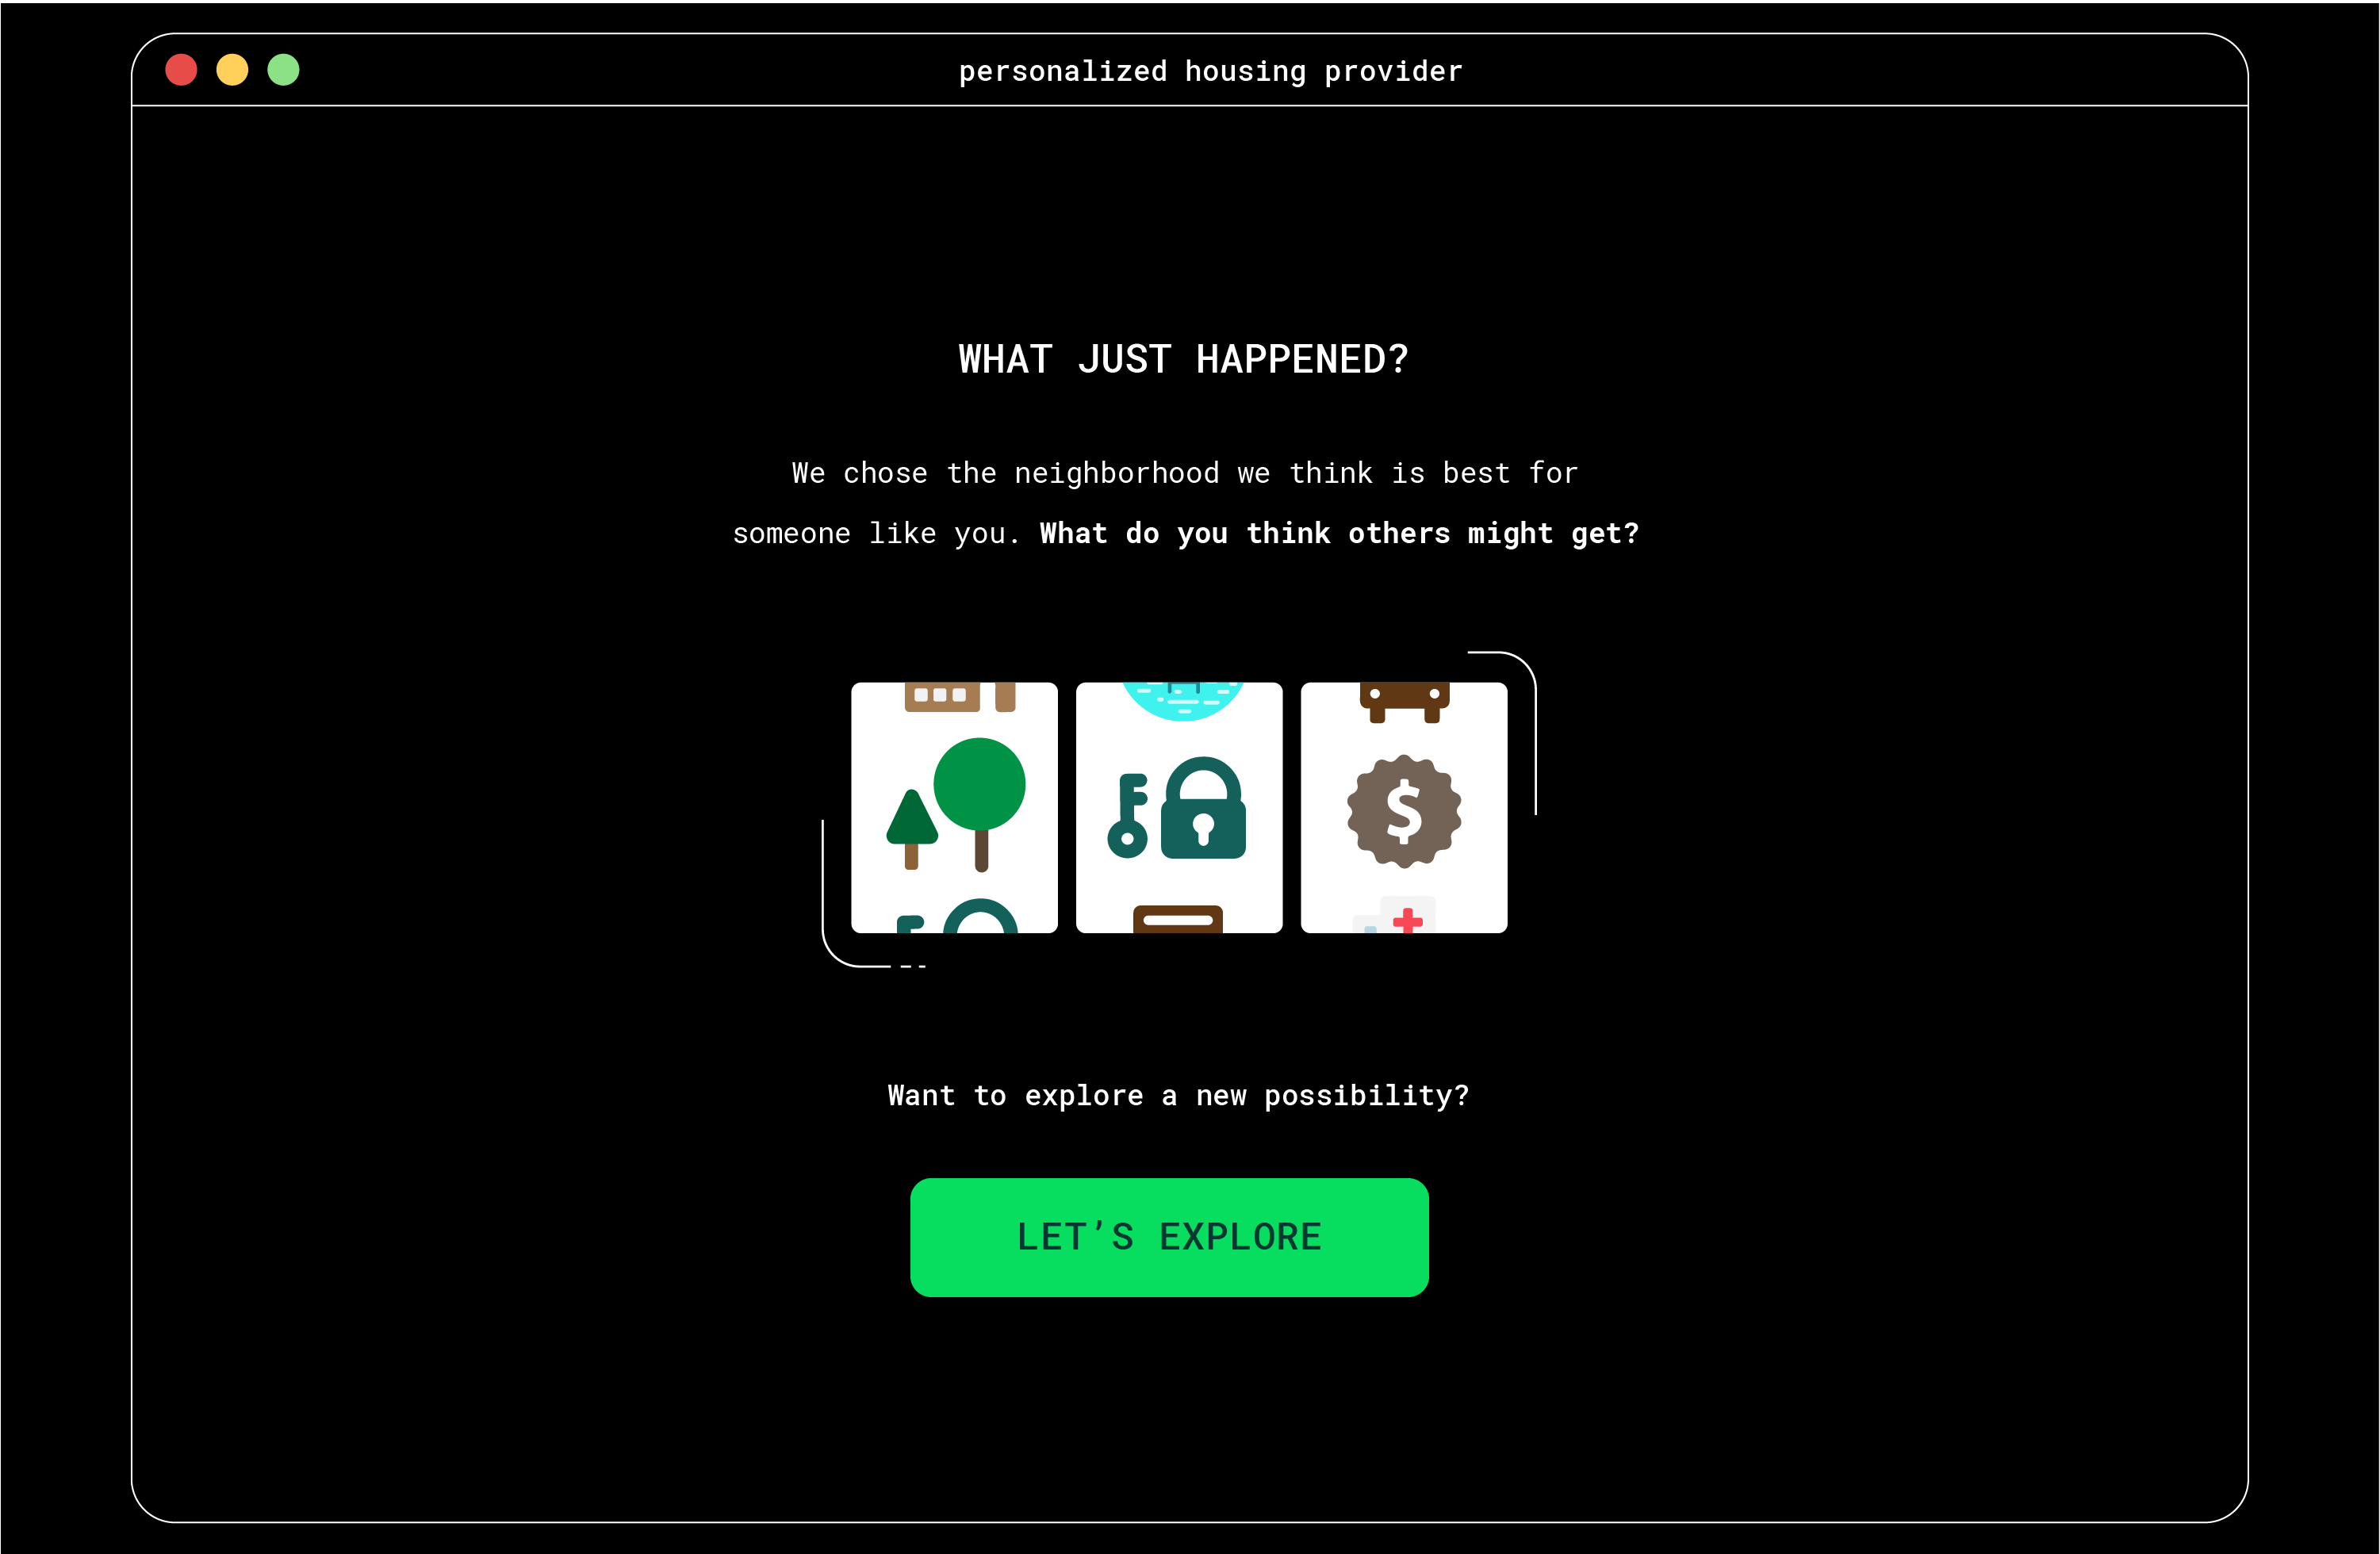 personalized housing provider
WHAT JUST HAPPENED?
We chose the neighborhood we think is best for
someone like you. What do you think others might get?
$
Want to explore a new possibility?
LET’S EXPLORE